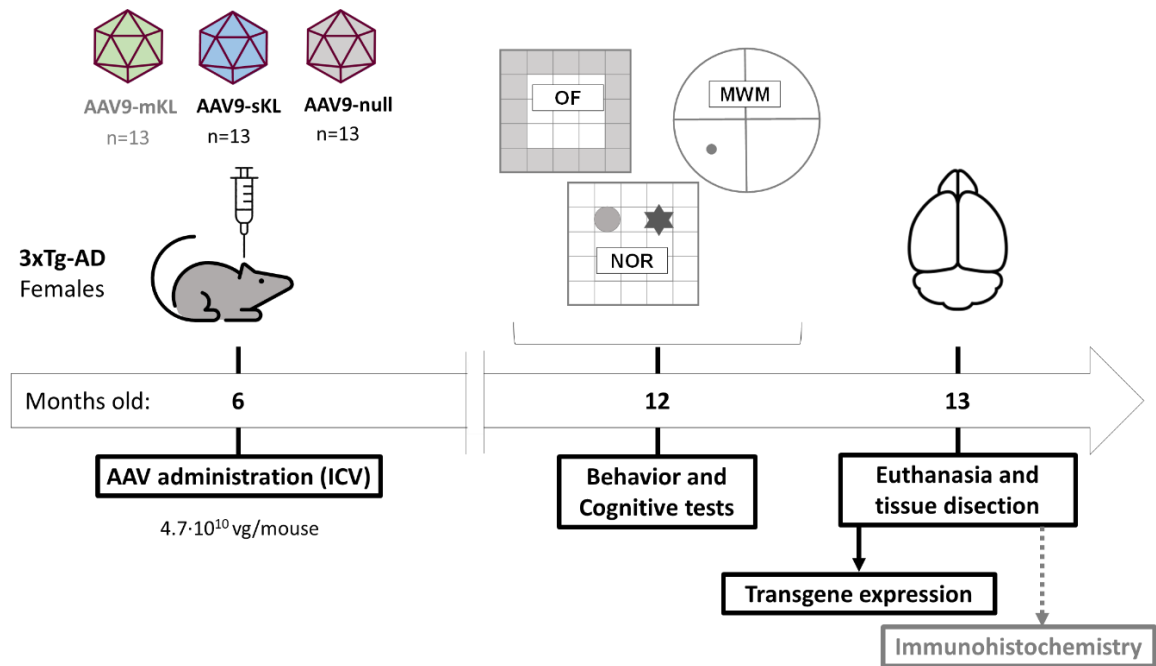 AAV9-mKL
n=13
AAV9-sKL
n=13
AAV9-null
n=13
OF
MWM
NOR
3xTg-AD
Females
Months old:
6
12
13
AAV administration (ICV)
4.7·10¹⁰ vg/mouse
Behavior and
Cognitive tests
Euthanasia and
tissue disection
Transgene expression
Immunohistochemistry